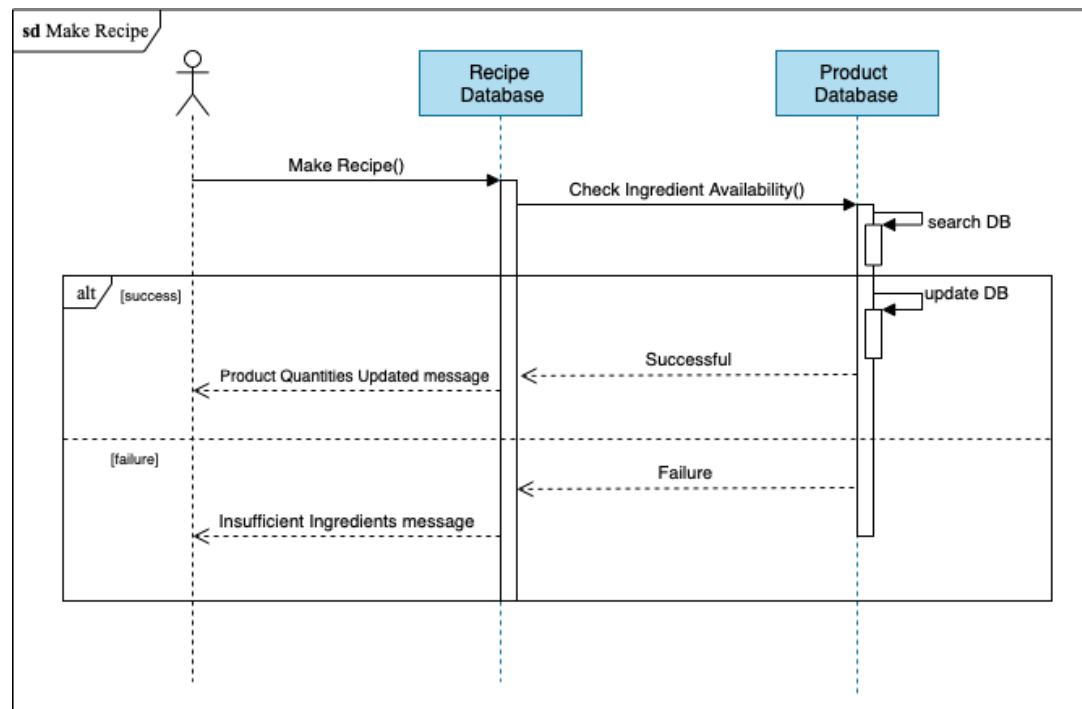 sd Make Recipe
Recipe
Database
Product
Database
Make Recipe()
Check Ingredient Availability()
search DB
alt
[success]
update DB
Successful
Product Quantities Updated message
[failure]
Failure
Insufficient Ingredients message